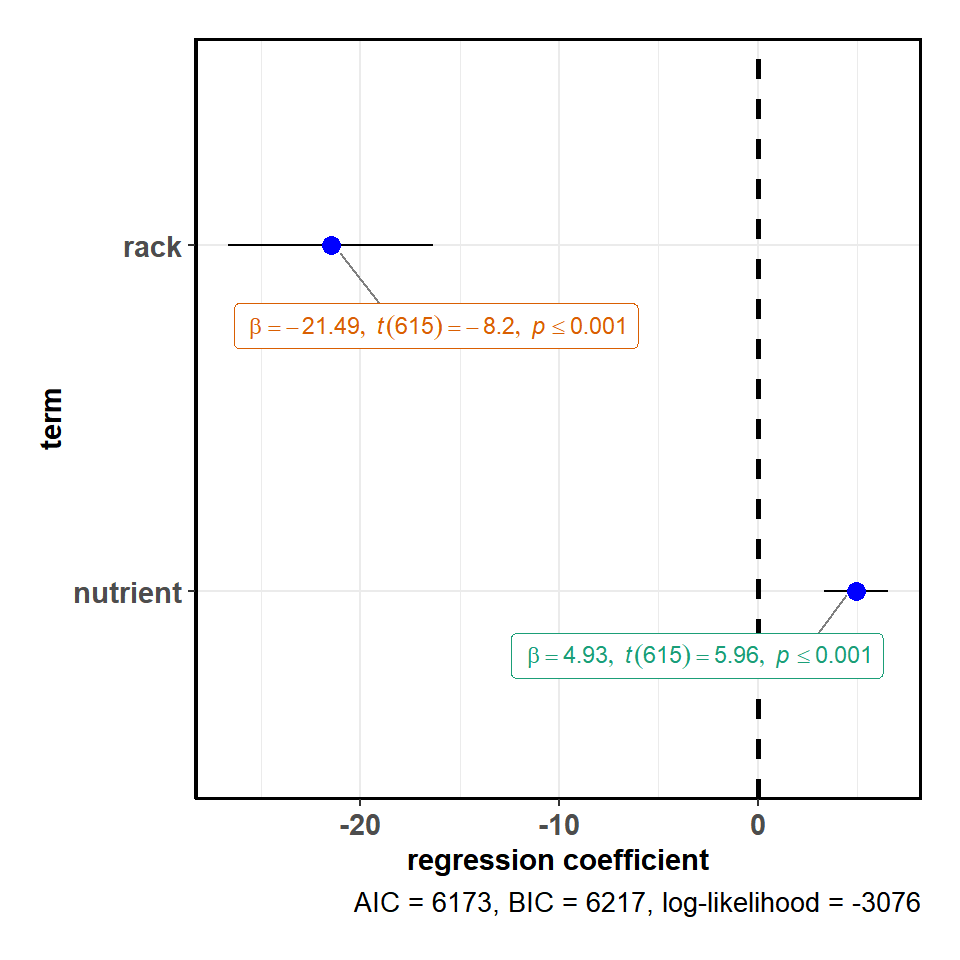 rack
β = −21.49, t(615) = − 8.2, p ≤ 0.001
term
nutrient
β = 4.93, t(615) = 5.96, p ≤ 0.001
-20 -10 0
regression coefficient
AIC = 6173, BIC = 6217, log-likelihood = -3076